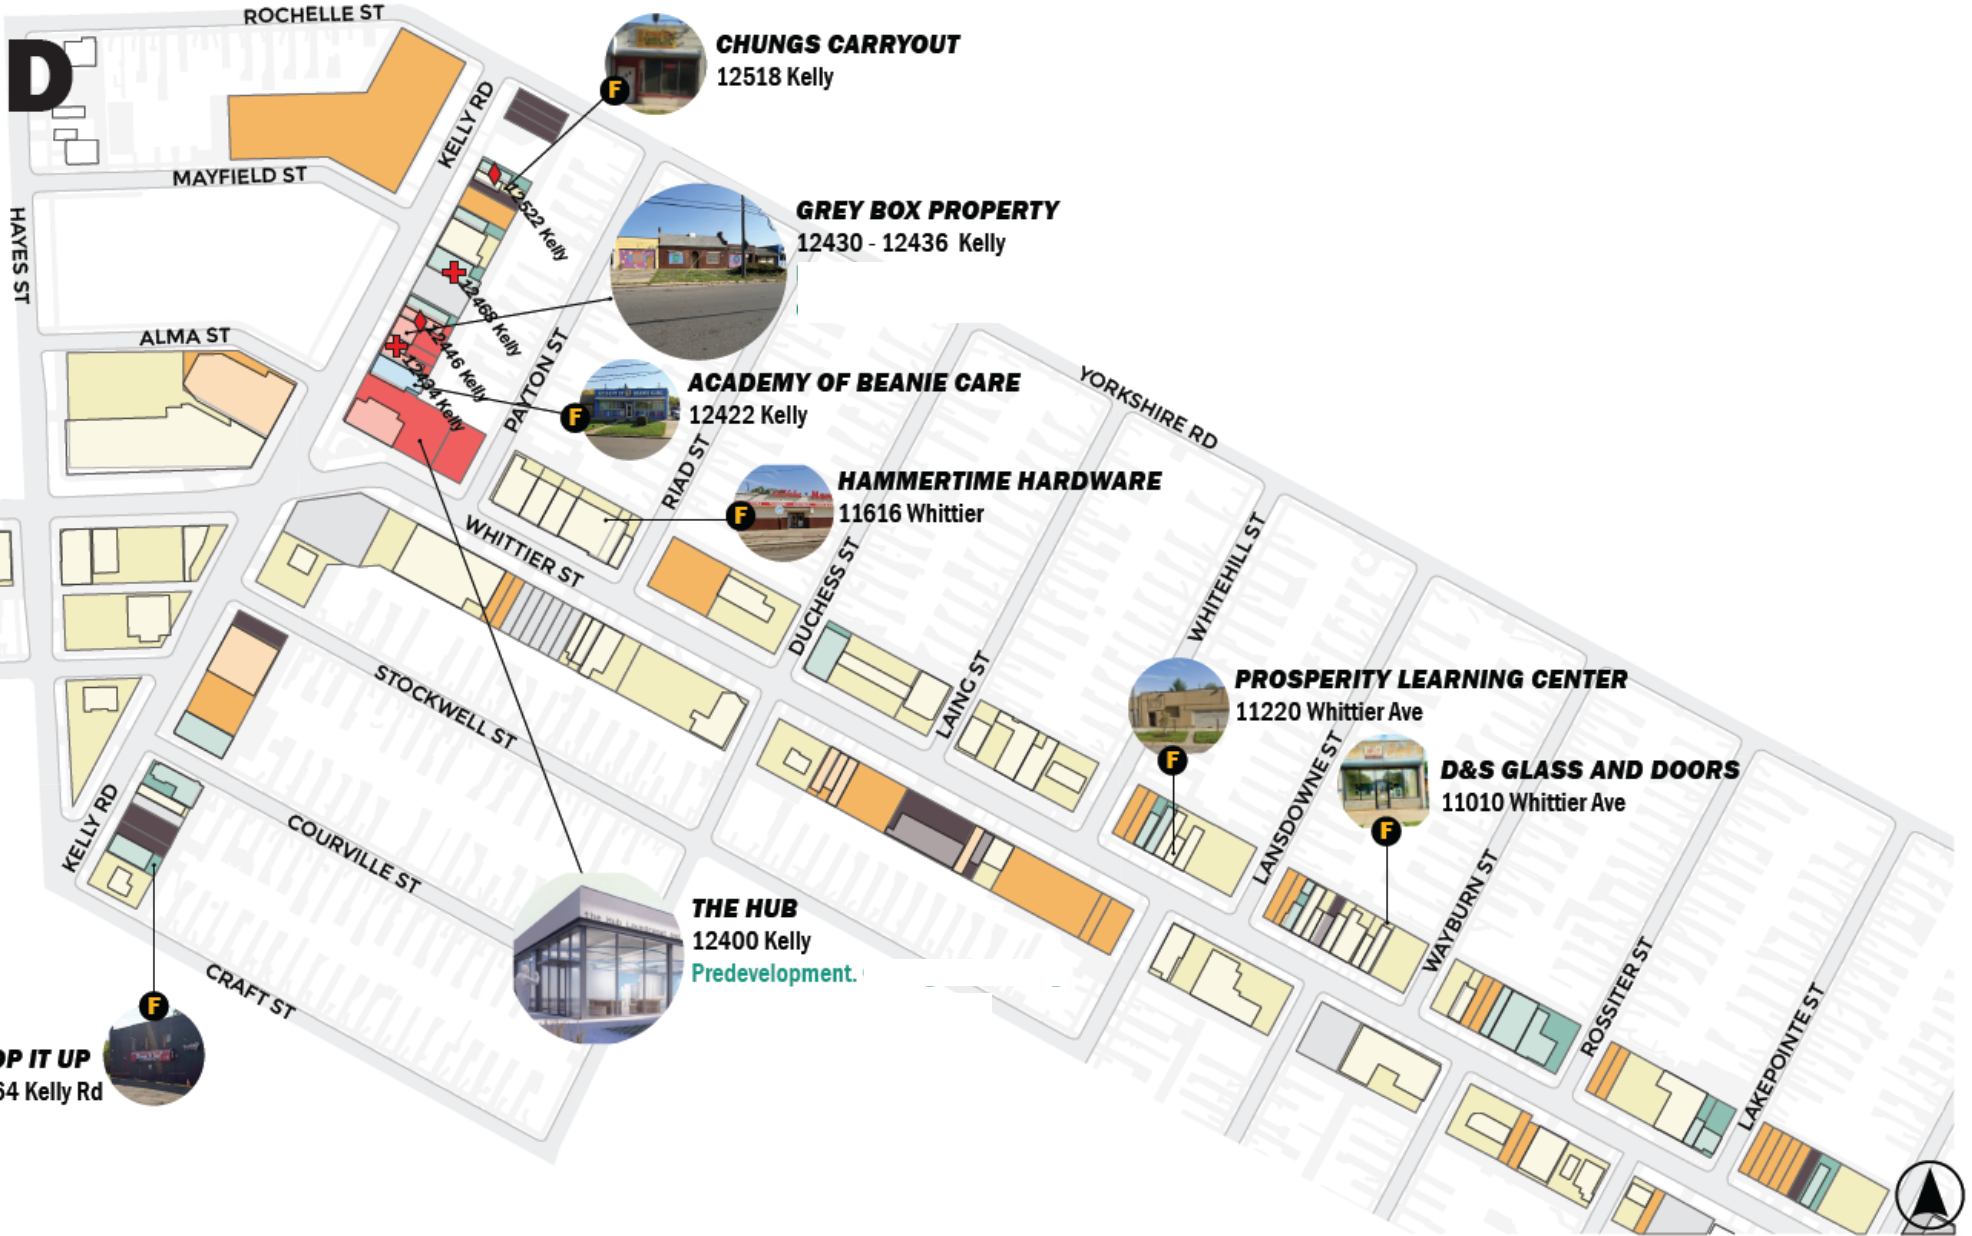 D
ROCHELLE ST
KELLY RD
MAYFIELD ST
HAYES ST
ALMA ST
CHUNGS CARRYOUT
12518 Kelly
F
12522 Kelly
GREY BOX PROPERTY
12430 - 12436 Kelly
12468 Kelly
12446 Kelly
12434 Kelly
PAYTON ST
ACADEMY OF BEANIE CARE
12422 Kelly
F
YORKSHIRE RD
RIAD ST
HAMMERTIME HARDWARE
11616 Whittier
F
WHITTIER ST
DUCHESS ST
WHITEHILL ST
LAING ST
STOCKWELL ST
PROSPERITY LEARNING CENTER
11220 Whittier Ave
F
LANSDOWNE ST
D&S GLASS AND DOORS
11010 Whittier Ave
F
KELLY RD
COURVILLE ST
WAYBURN ST
THE HUB
12400 Kelly
Predevelopment.
ROSSITER ST
LAKEPOINTE ST
CRAFT ST
F
OP IT UP
64 Kelly Rd